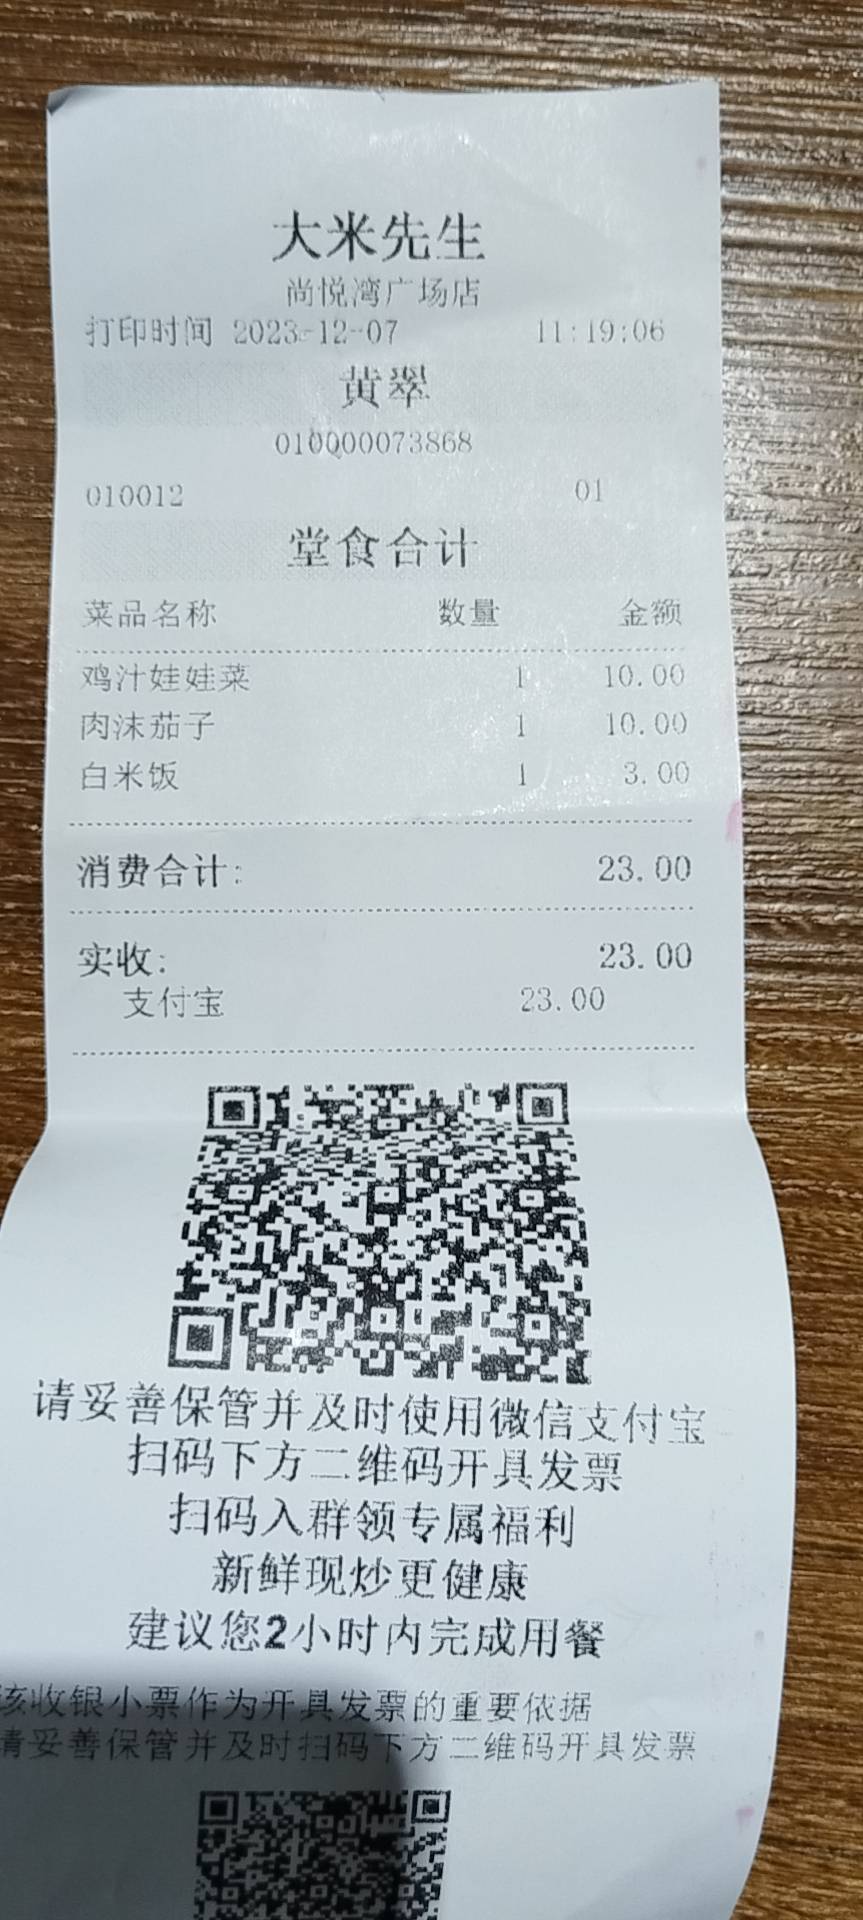 大米先生
尚悦湾广场店
打印时间 2023-12-07 11:19:06
黄翠
010000073868
010012 01
堂食合计
菜品名称 数量 金额
鸡汁娃娃菜 1 10.00
肉沫茄子 1 10.00
白米饭 1 3.00
消费合计: 23.00
实收: 23.00
支付宝 23.00
请妥善保管并及时使用微信支付宝
扫码下方二维码开具发票
扫码入群领专属福利
新鲜现炒更健康
建议您2小时内完成用餐
该收银小票作为开具发票的重要依据
请妥善保管并及时扫码下方二维码开具发票